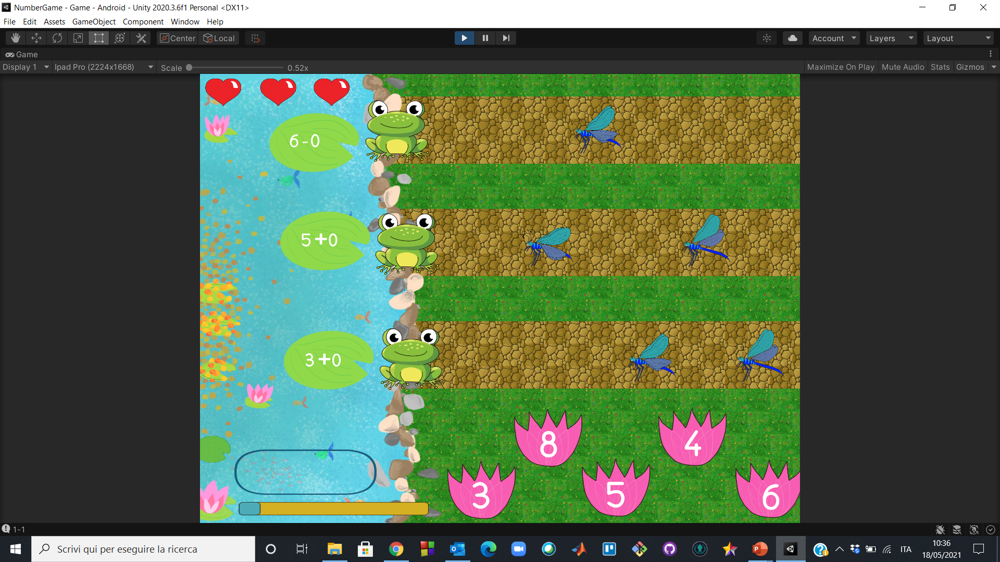 NumberGame - Game - Android - Unity 2020.3.6f1 Personal <DX11>
File Edit Assets GameObject Component Window Help
Center Local Account Layers Layout
Game
Display 1 Ipad Pro (2224x1668) Scale 0.52x Maximize On Play Mute Audio Stats Gizmos
6-0
5+0
3+0
8 4
3 5 6
1-1
Scrivi qui per eseguire la ricerca
ITA
10:36
18/05/2021